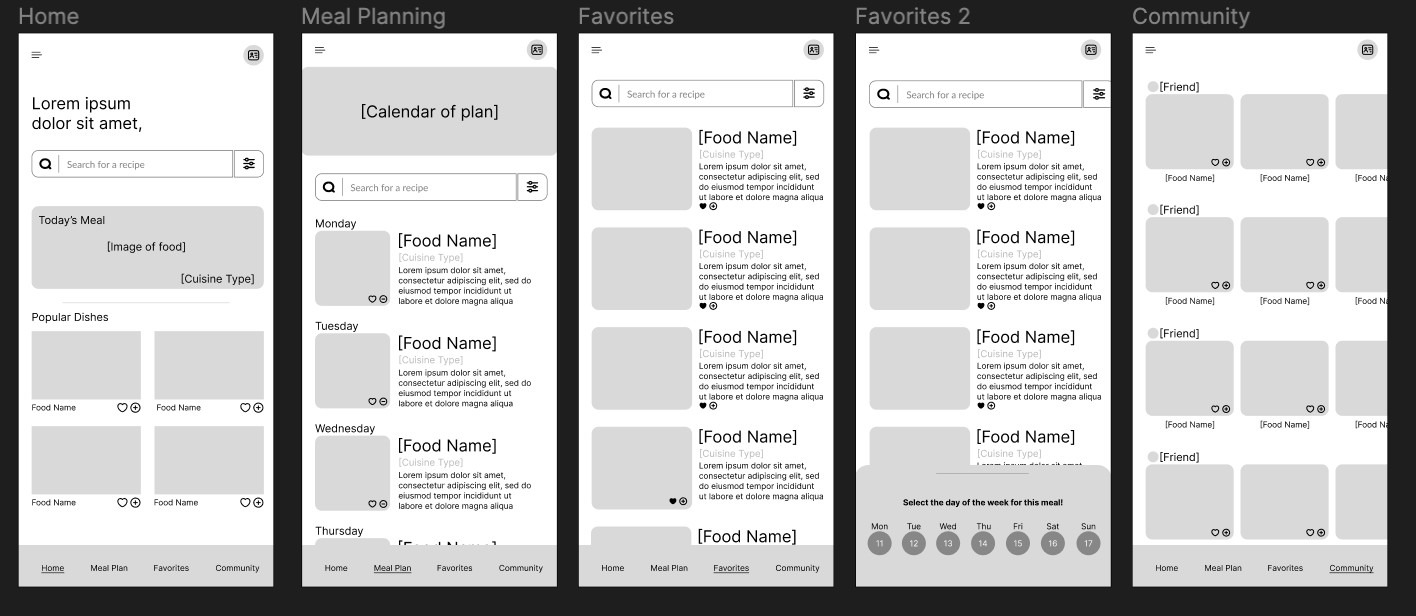 Home
Lorem ipsum
dolor sit amet,
Search for a recipe
Today's Meal
[Image of food]
[Cuisine Type]
Popular Dishes
Food Name
Food Name
Food Name
Food Name
Home Meal Plan Favorites Community
Meal Planning
[Calendar of plan]
Search for a recipe
Monday
[Food Name]
[Cuisine Type]
Lorem ipsum dolor sit amet,
consectetur adipiscing elit, sed do
eiusmod tempor incididunt ut
labore et dolore magna aliqua
Tuesday
[Food Name]
[Cuisine Type]
Lorem ipsum dolor sit amet,
consectetur adipiscing elit, sed do
eiusmod tempor incididunt ut
labore et dolore magna aliqua
Wednesday
[Food Name]
[Cuisine Type]
Lorem ipsum dolor sit amet,
consectetur adipiscing elit, sed do
eiusmod tempor incididunt ut
labore et dolore magna aliqua
Thursday
[Food Name]
Home Meal Plan Favorites Community
Favorites
Search for a recipe
[Food Name]
[Cuisine Type]
Lorem ipsum dolor sit amet,
consectetur adipiscing elit, sed
do eiusmod tempor incididunt
ut labore et dolore magna aliqua
[Food Name]
[Cuisine Type]
Lorem ipsum dolor sit amet,
consectetur adipiscing elit, sed
do eiusmod tempor incididunt
ut labore et dolore magna aliqua
[Food Name]
[Cuisine Type]
Lorem ipsum dolor sit amet,
consectetur adipiscing elit, sed
do eiusmod tempor incididunt
ut labore et dolore magna aliqua
[Food Name]
[Cuisine Type]
Lorem ipsum dolor sit amet,
consectetur adipiscing elit, sed
do eiusmod tempor incididunt
ut labore et dolore magna aliqua
[Food Name]
Home Meal Plan Favorites Community
Favorites 2
Search for a recipe
[Food Name]
[Cuisine Type]
Lorem ipsum dolor sit amet,
consectetur adipiscing elit, sed
do eiusmod tempor incididunt
ut labore et dolore magna aliqua
[Food Name]
[Cuisine Type]
Lorem ipsum dolor sit amet,
consectetur adipiscing elit, sed
do eiusmod tempor incididunt
ut labore et dolore magna aliqua
[Food Name]
[Cuisine Type]
Lorem ipsum dolor sit amet,
consectetur adipiscing elit, sed
do eiusmod tempor incididunt
ut labore et dolore magna aliqua
[Food Name]
[Cuisine Type]
Lorem ipsum dolor sit amet,
Select the day of the week for this meal!
Mon Tue Wed Thu Fri Sat Sun
11 12 13 14 15 16 17
Community
[Friend]
[Food Name] [Food Name] [Food Na
[Friend]
[Food Name] [Food Name] [Food Na
[Friend]
[Food Name] [Food Name] [Food Na
[Friend]
Home Meal Plan Favorites Community